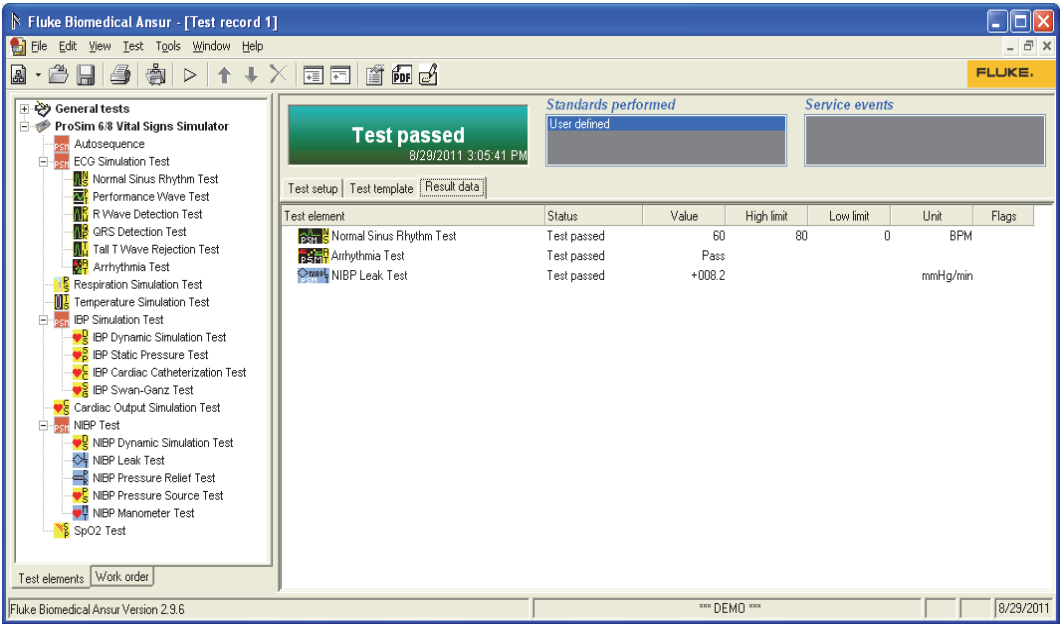 Fluke Biomedical Ansur - [Test record 1]
File Edit View Test Tools Window Help
PDF
FLUKE.
General tests
ProSim 6/8 Vital Signs Simulator
Autosequence
ECG Simulation Test
Normal Sinus Rhythm Test
Performance Wave Test
R Wave Detection Test
QRS Detection Test
Tall T Wave Rejection Test
Arrhythmia Test
Respiration Simulation Test
Temperature Simulation Test
IBP Simulation Test
IBP Dynamic Simulation Test
IBP Static Pressure Test
IBP Cardiac Catheterization Test
IBP Swan-Ganz Test
Cardiac Output Simulation Test
NIBP Test
NIBP Dynamic Simulation Test
NIBP Leak Test
NIBP Pressure Relief Test
NIBP Pressure Source Test
NIBP Manometer Test
SpO2 Test
Test elements Work order
Test passed
8/29/2011 3:05:41 PM
Standards performed
User defined
Service events
Test setup Test template Result data
Test element Status Value High limit Low limit Unit Flags
Normal Sinus Rhythm Test Test passed 60 80 0 BPM
Arrhythmia Test Test passed Pass
NIBP Leak Test Test passed +008.2 mmHg/min
Fluke Biomedical Ansur Version 2.9.6 *** DEMO *** 8/29/2011